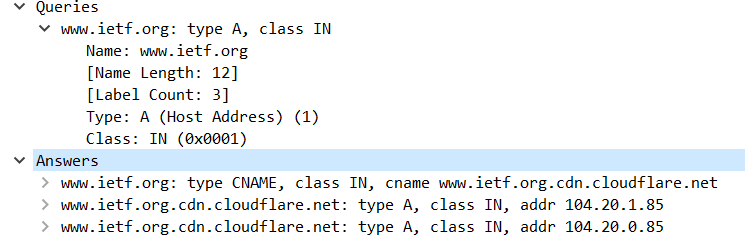 Queries
www.ietf.org: type A, class IN
Name: www.ietf.org
[Name Length: 12]
[Label Count: 3]
Type: A (Host Address) (1)
Class: IN (0x0001)
Answers
www.ietf.org: type CNAME, class IN, cname www.ietf.org.cdn.cloudflare.net
www.ietf.org.cdn.cloudflare.net: type A, class IN, addr 104.20.1.85
www.ietf.org.cdn.cloudflare.net: type A, class IN, addr 104.20.0.85